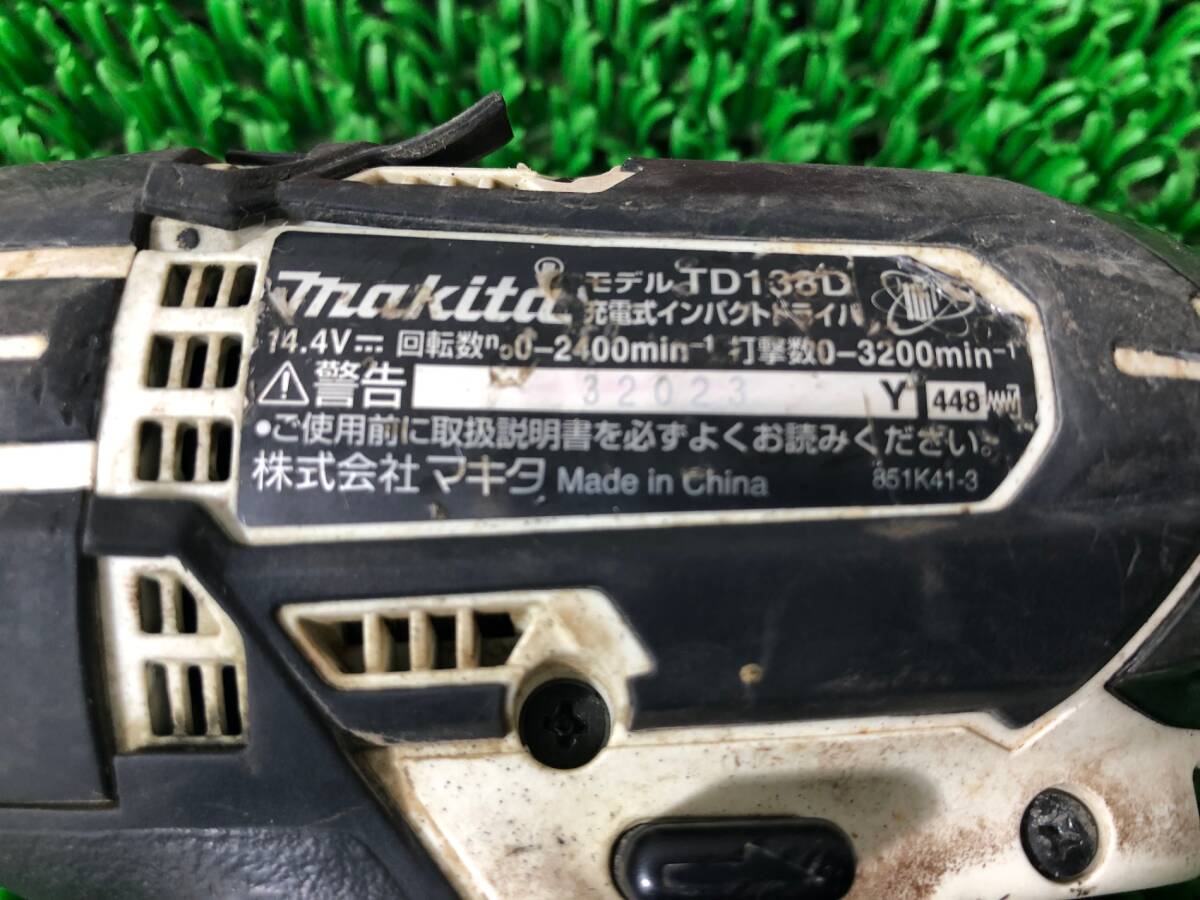 makita® モデル TD138D
充電式インパクトドライバ
14.4V⎓ 回転数n₀0-2400min⁻¹ 打撃数0-3200min⁻¹
⚠警告 32023 Y 448
•ご使用前に取扱説明書を必ずよくお読みください。
株式会社 マキタ Made in China 851K41-3